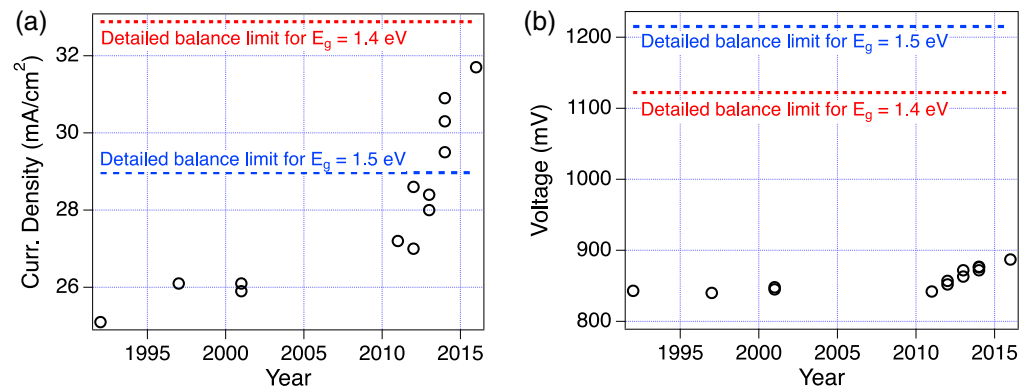 (a)
Detailed balance limit for Eg = 1.4 eV
Detailed balance limit for Eg = 1.5 eV
Curr. Density (mA/cm²)
32
30
28
26
1995 2000 2005 2010 2015
Year
(b)
Detailed balance limit for Eg = 1.5 eV
Detailed balance limit for Eg = 1.4 eV
Voltage (mV)
1200
1100
1000
900
800
1995 2000 2005 2010 2015
Year